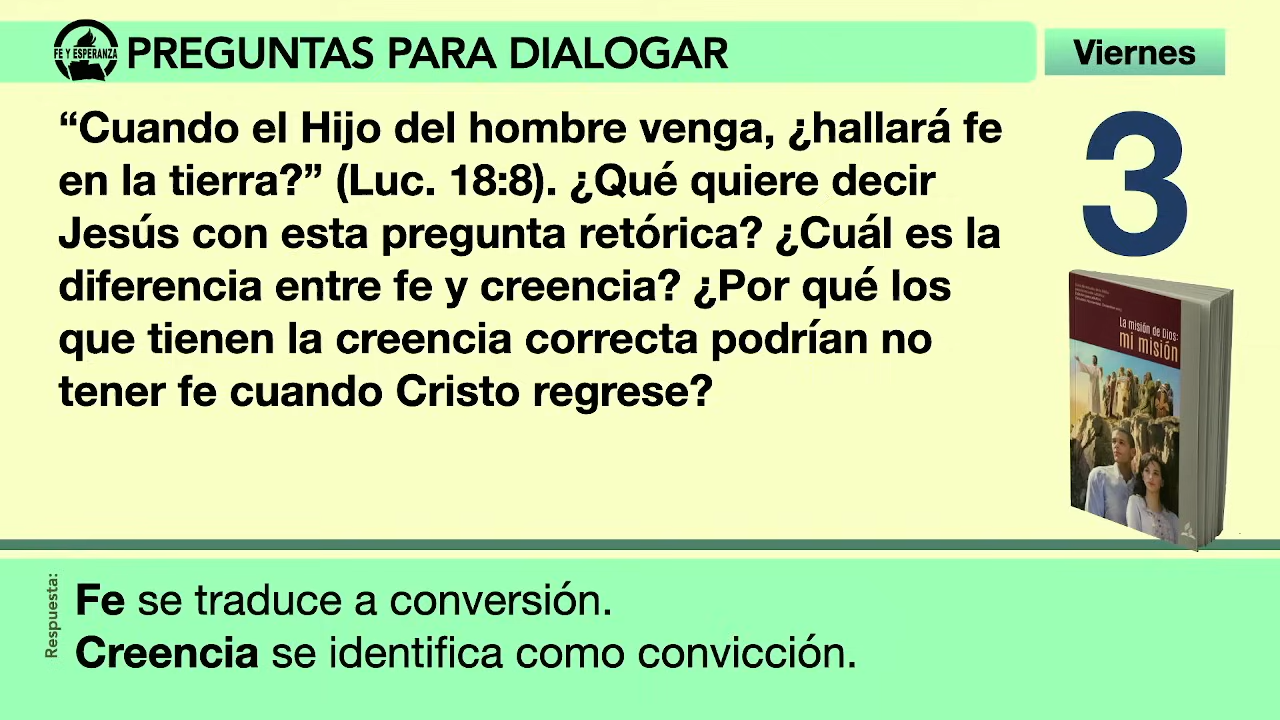 FE Y ESPERANZA
PREGUNTAS PARA DIALOGAR
Viernes
“Cuando el Hijo del hombre venga, ¿hallará fe
en la tierra?” (Luc. 18:8). ¿Qué quiere decir
Jesús con esta pregunta retórica? ¿Cuál es la
diferencia entre fe y creencia? ¿Por qué los
que tienen la creencia correcta podrían no
tener fe cuando Cristo regrese?
3
La misión de Dios:
mi misión
Respuesta:
Fe se traduce a conversión.
Creencia se identifica como convicción.